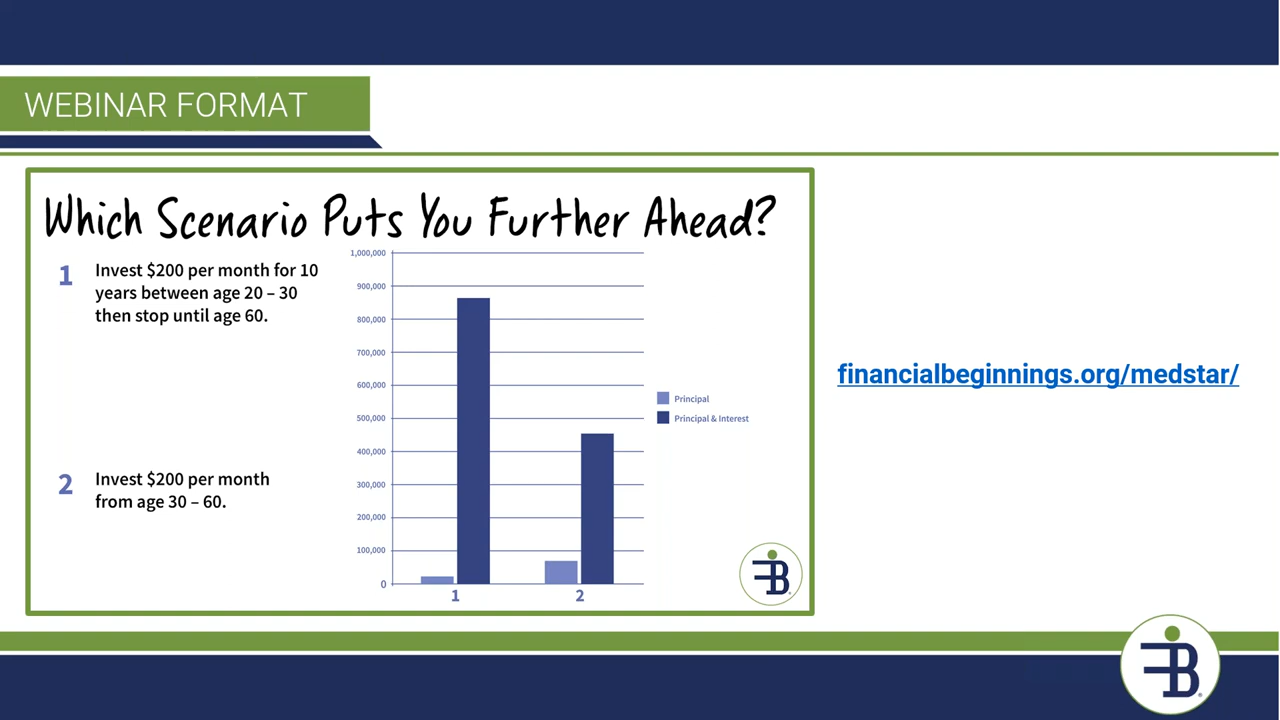 WEBINAR FORMAT
Which Scenario Puts You Further Ahead?
1 Invest $200 per month for 10
years between age 20 – 30
then stop until age 60.
2 Invest $200 per month
from age 30 – 60.
1,000,000
900,000
800,000
700,000
600,000
500,000
400,000
300,000
200,000
100,000
0
1 2
Principal
Principal & Interest
financialbeginnings.org/medstar/
FB
FB